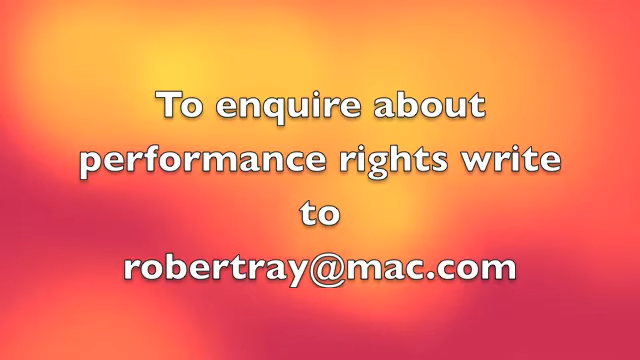 To enquire about
performance rights write
to
robertray@mac.com